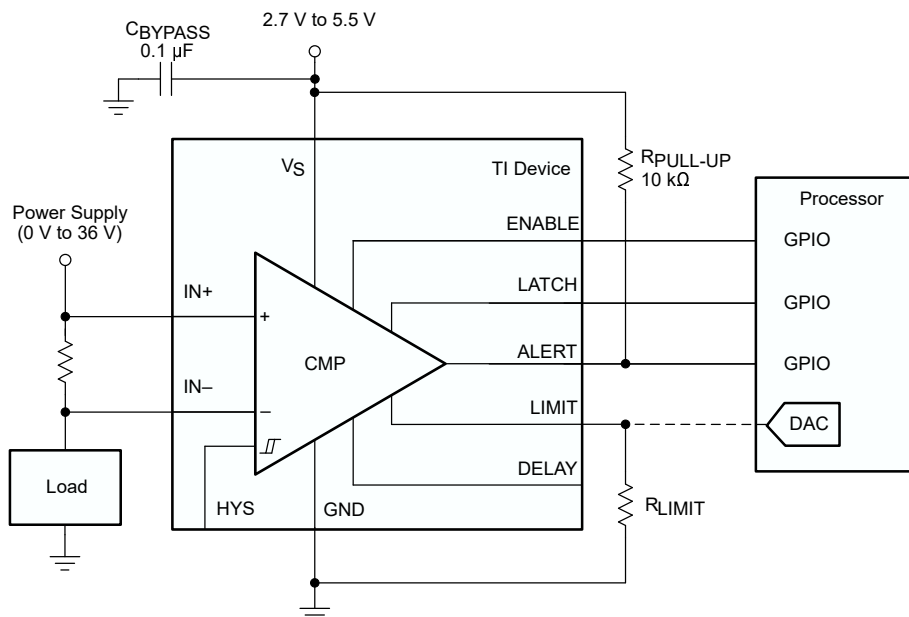 2.7 V to 5.5 V
CBYPASS
0.1 µF
VS
TI Device
RPULL-UP
10 kΩ
Processor
Power Supply
(0 V to 36 V)
ENABLE
GPIO
IN+
LATCH
GPIO
+
CMP
ALERT
GPIO
IN–
–
LIMIT
DAC
DELAY
Load
HYS
GND
RLIMIT